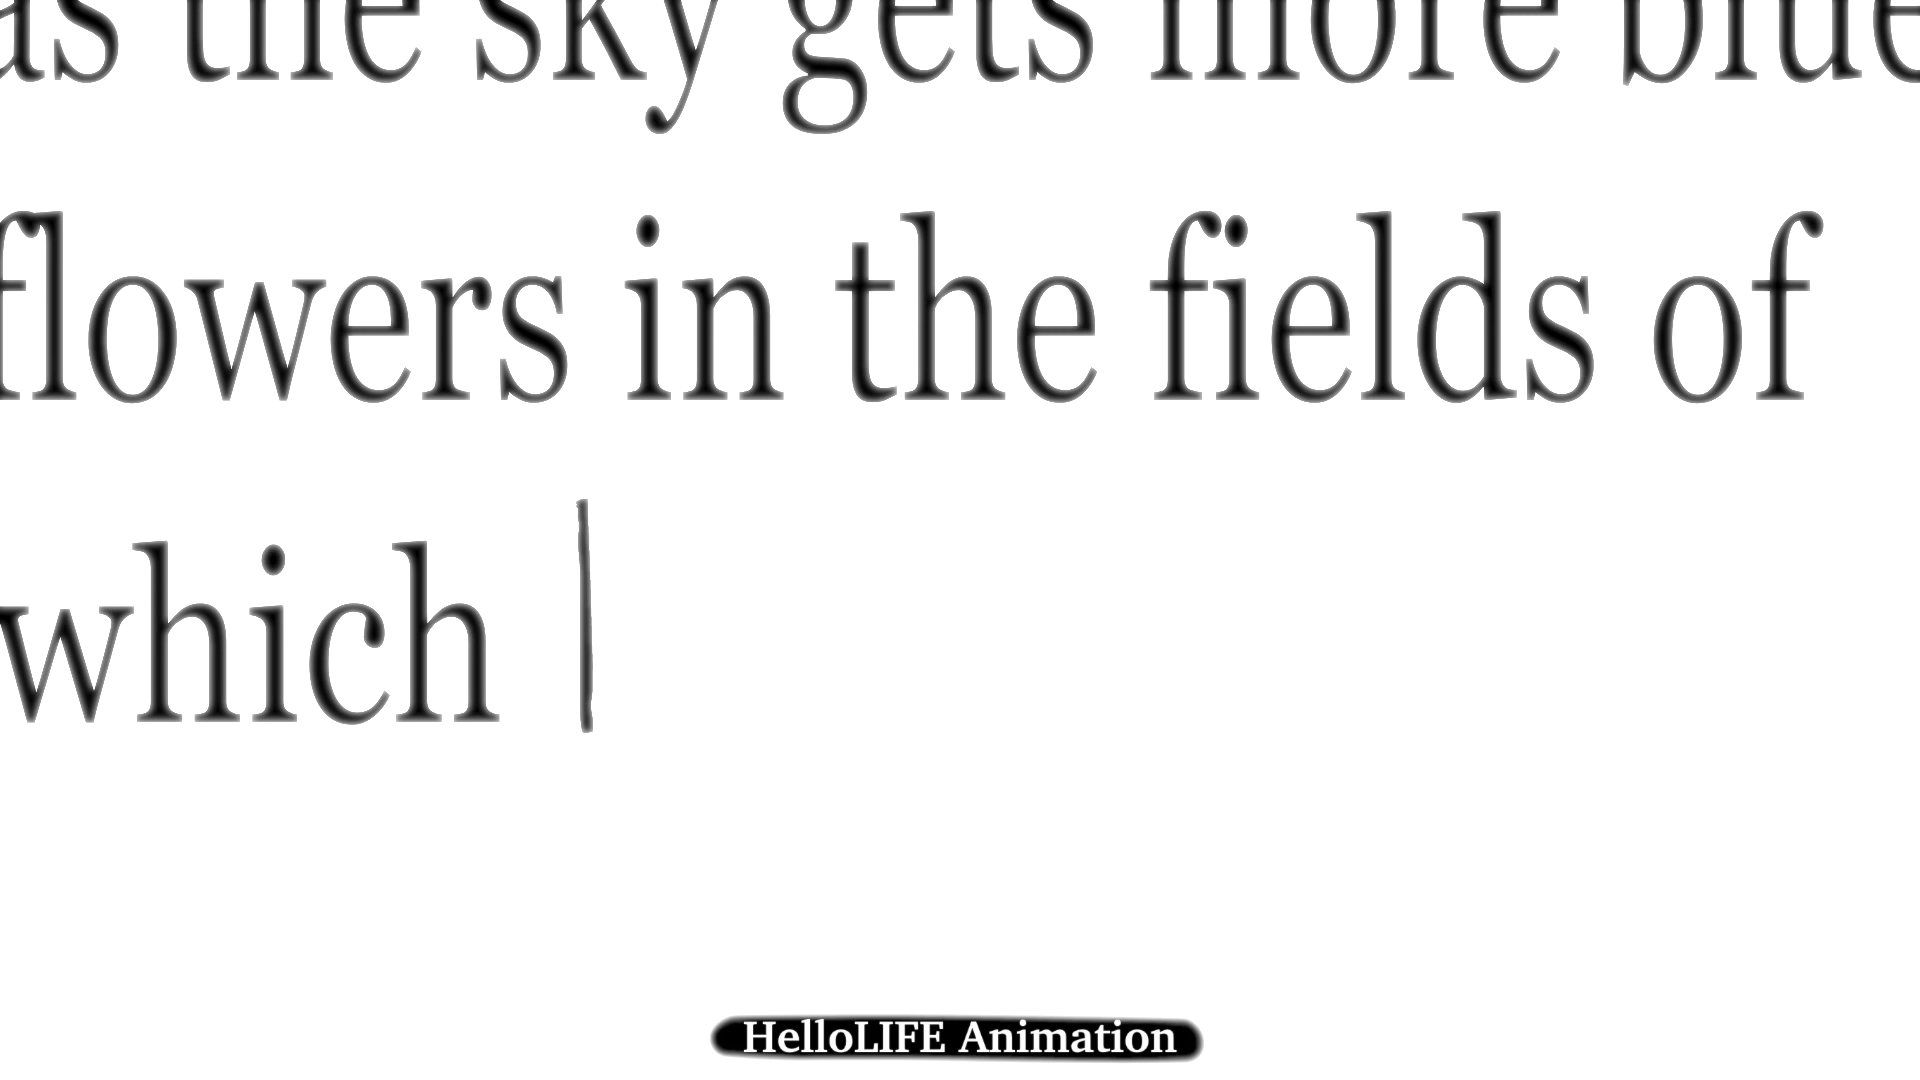 as the sky gets more blue
flowers in the fields of
which
HelloLIFE Animation